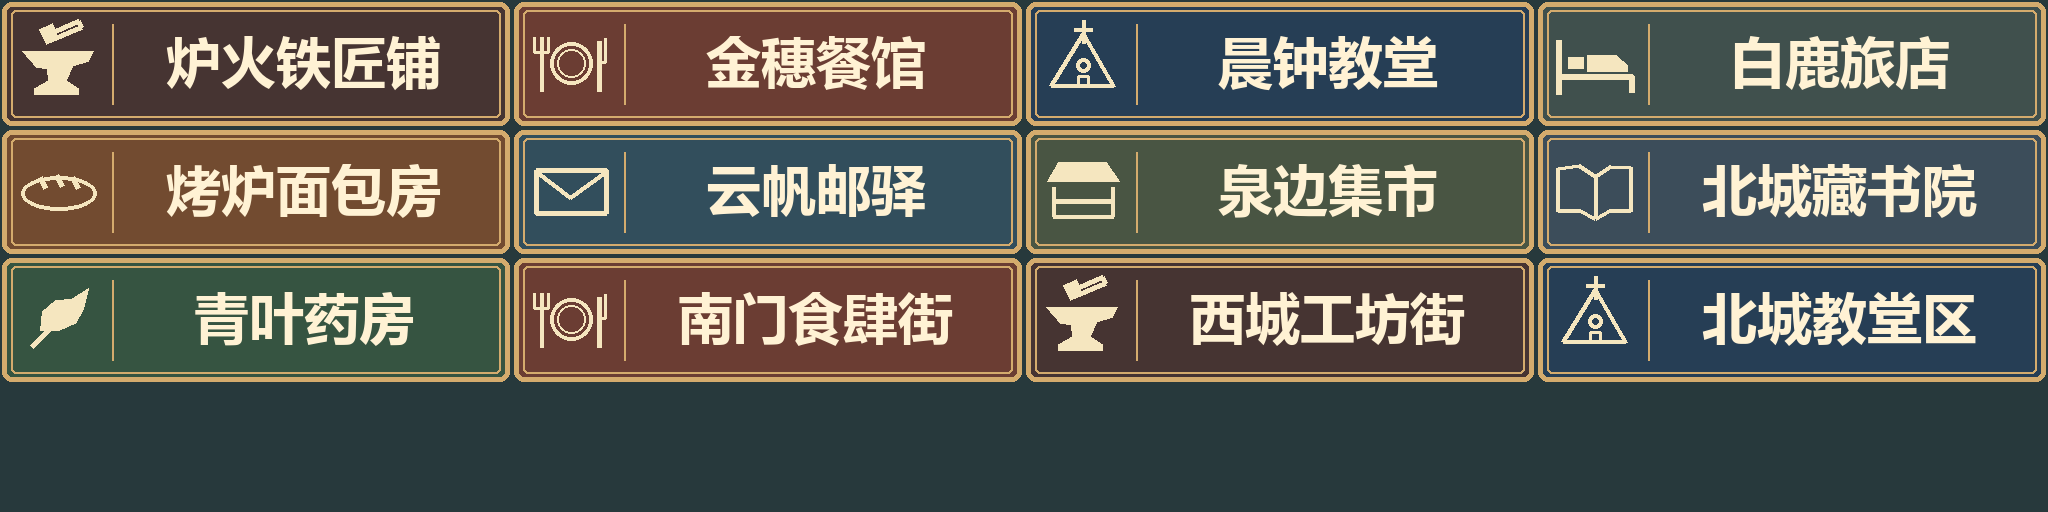 炉火铁匠铺
金穗餐馆
晨钟教堂
白鹿旅店
烤炉面包房
云帆邮驿
泉边集市
北城藏书院
青叶药房
南门食肆街
西城工坊街
北城教堂区